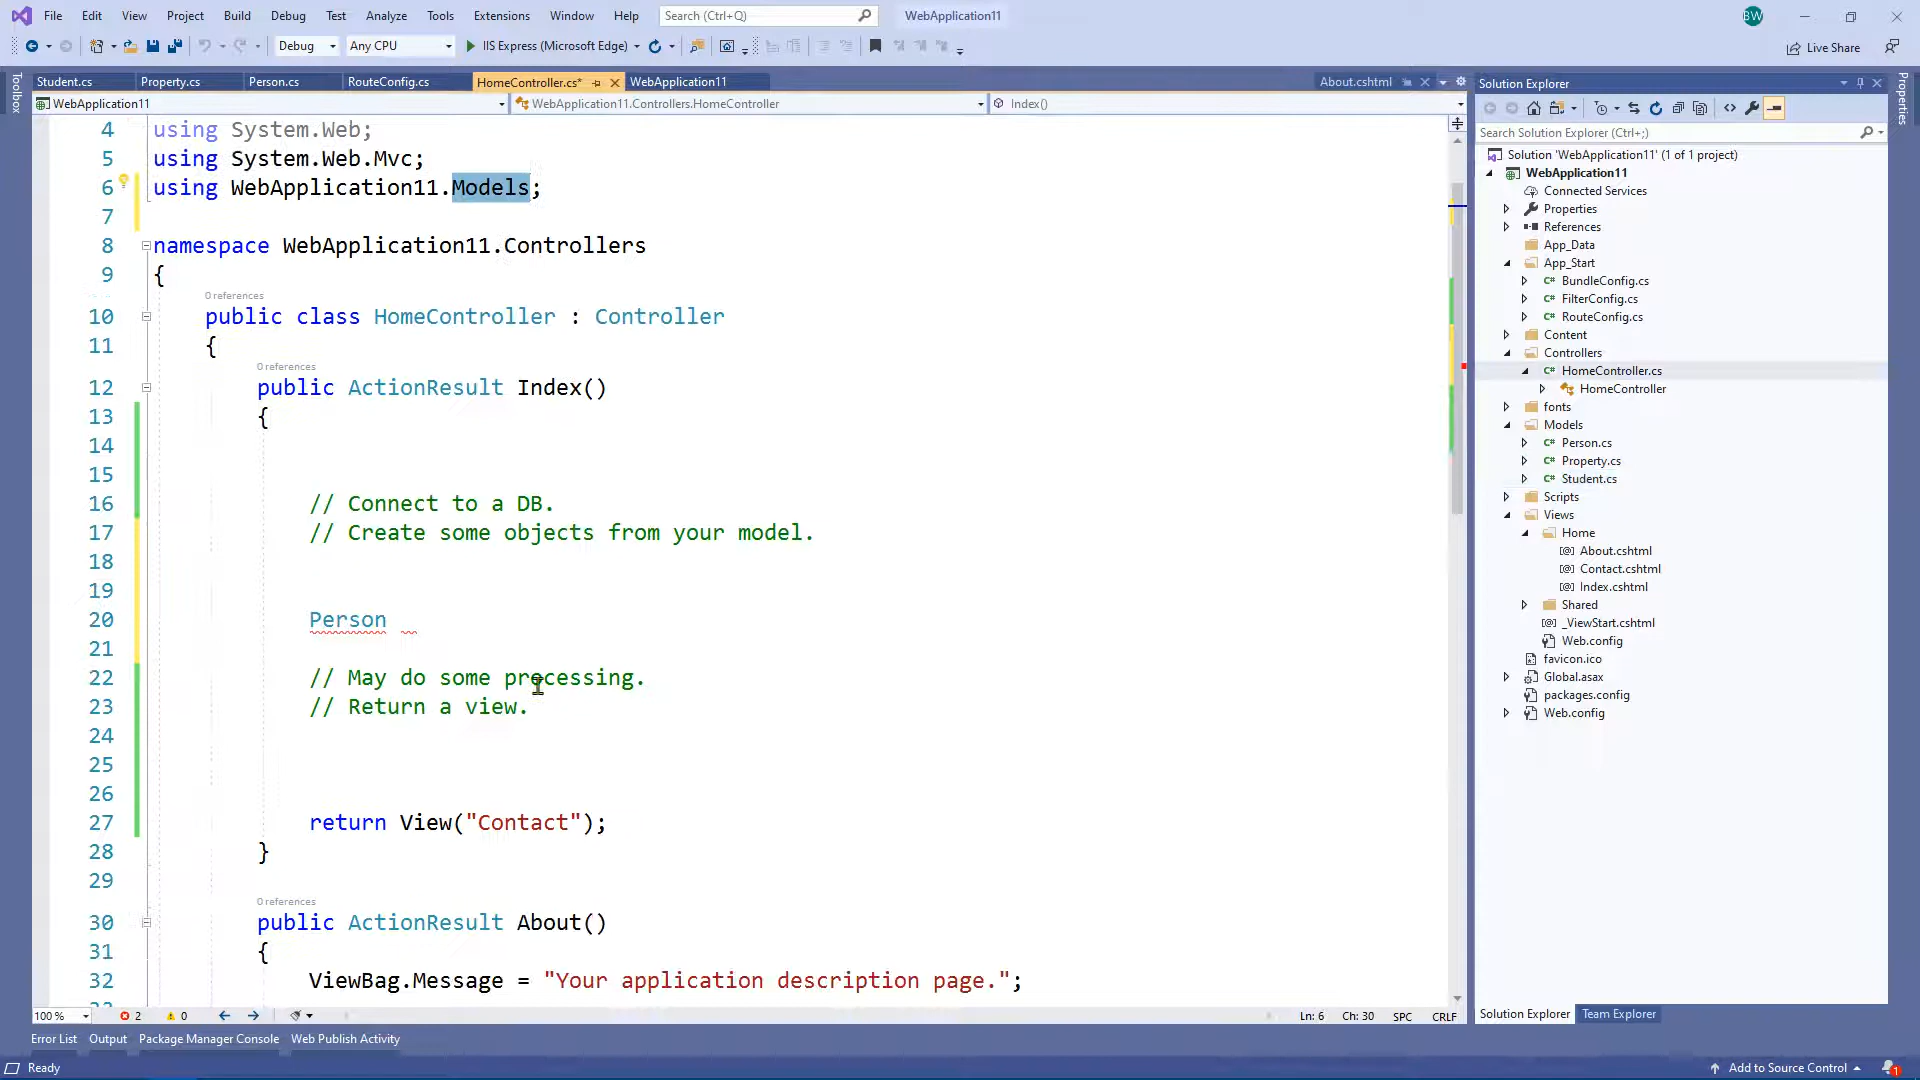 File Edit View Project Build Debug Test Analyze Tools Extensions Window Help Search (Ctrl+Q) WebApplication11 BW
Debug Any CPU IIS Express (Microsoft Edge) Live Share
Toolbox
Student.cs Property.cs Person.cs RouteConfig.cs HomeController.cs* WebApplication11 About.cshtml
WebApplication11 WebApplication11.Controllers.HomeController Index()
4 using System.Web;
5 using System.Web.Mvc;
6 using WebApplication11.Models;
7
8 namespace WebApplication11.Controllers
9 {
0 references
10 public class HomeController : Controller
11 {
0 references
12 public ActionResult Index()
13 {
14
15
16 // Connect to a DB.
17 // Create some objects from your model.
18
19
20 Person
21
22 // May do some processing.
23 // Return a view.
24
25
26
27 return View("Contact");
28 }
29
0 references
30 public ActionResult About()
31 {
32 ViewBag.Message = "Your application description page.";
100 % 2 0 Ln: 6 Ch: 30 SPC CRLF
Error List Output Package Manager Console Web Publish Activity
Ready Add to Source Control 1
Solution Explorer
Search Solution Explorer (Ctrl+;)
Solution 'WebApplication11' (1 of 1 project)
WebApplication11
Connected Services
Properties
References
App_Data
App_Start
C# BundleConfig.cs
C# FilterConfig.cs
C# RouteConfig.cs
Content
Controllers
C# HomeController.cs
HomeController
fonts
Models
C# Person.cs
C# Property.cs
C# Student.cs
Scripts
Views
Home
[@] About.cshtml
[@] Contact.cshtml
[@] Index.cshtml
Shared
[@] _ViewStart.cshtml
Web.config
favicon.ico
Global.asax
packages.config
Web.config
Solution Explorer Team Explorer
Properties